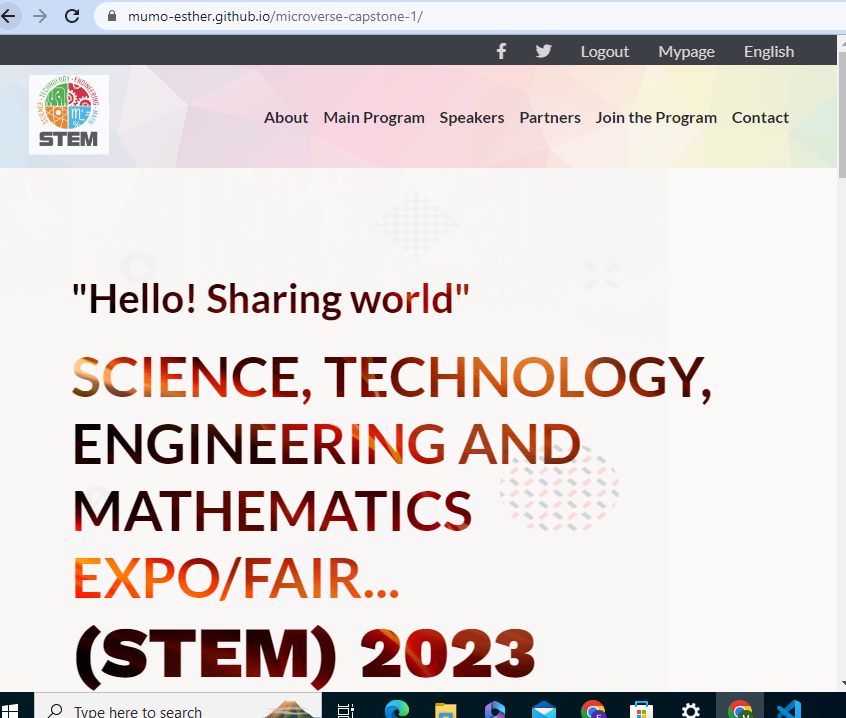 mumo-esther.github.io/microverse-capstone-1/
Logout Mypage English
SCIENCE · TECHNOLOGY · ENGINEERING · MATH
STEM
About Main Program Speakers Partners Join the Program Contact
"Hello! Sharing world"
SCIENCE, TECHNOLOGY,
ENGINEERING AND
MATHEMATICS
EXPO/FAIR...
(STEM) 2023
Type here to search